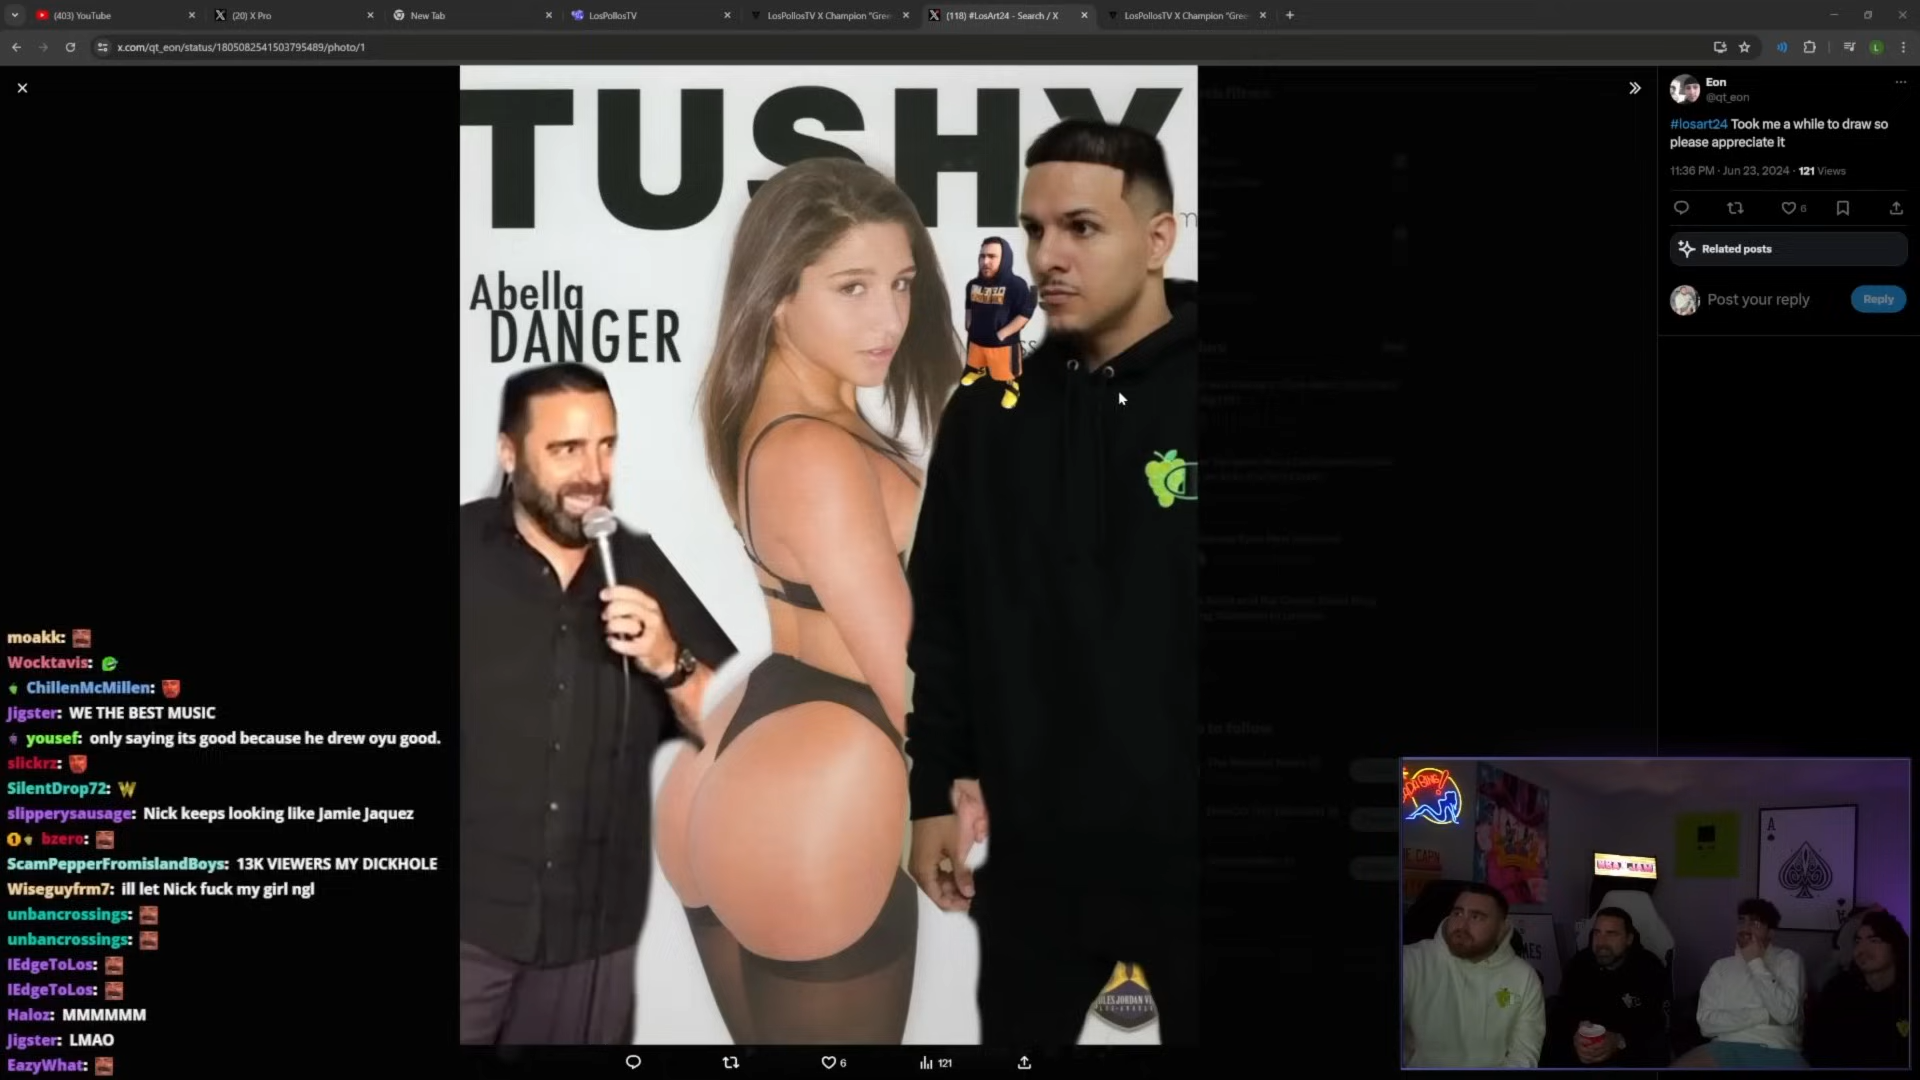 (403) YouTube
(20) X Pro
New Tab
LosPollosTV
LosPollosTV X Champion "Gree
(118) #LosArt24 - Search / X
LosPollosTV X Champion "Gree
x.com/qt_eon/status/1805082541503795489/photo/1
TUSHY
Abella
DANGER
Eon
@qt_eon
#losart24 Took me a while to draw so
please appreciate it
11:36 PM · Jun 23, 2024 · 121 Views
6
Related posts
Post your reply
Reply
moakk:
Wocktavis:
ChillenMcMillen:
Jigster: WE THE BEST MUSIC
yousef: only saying its good because he drew oyu good.
slickrz:
SilentDrop72:
slipperysausage: Nick keeps looking like Jamie Jaquez
1 bzero:
ScamPepperFromislandBoys: 13K VIEWERS MY DICKHOLE
Wiseguyfrm7: ill let Nick fuck my girl ngl
unbancrossings:
unbancrossings:
IEdgeToLos:
IEdgeToLos:
Haloz: MMMMMM
Jigster: LMAO
EazyWhat:
6
121
A